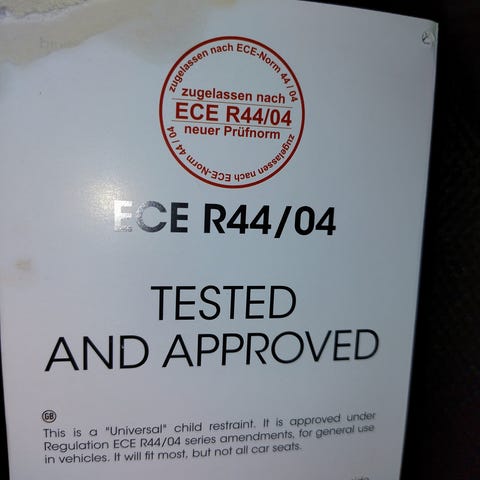 zugelassen nach ECE-Norm 44 / 04
zugelassen nach
ECE R44/04
neuer Prüfnorm
zugelassen nach ECE-Norm 44 / 04
ECE R44/04
TESTED
AND APPROVED
GB
This is a "Universal" child restraint. It is approved under
Regulation ECE R44/04 series amendments, for general use
in vehicles. It will fit most, but not all car seats.